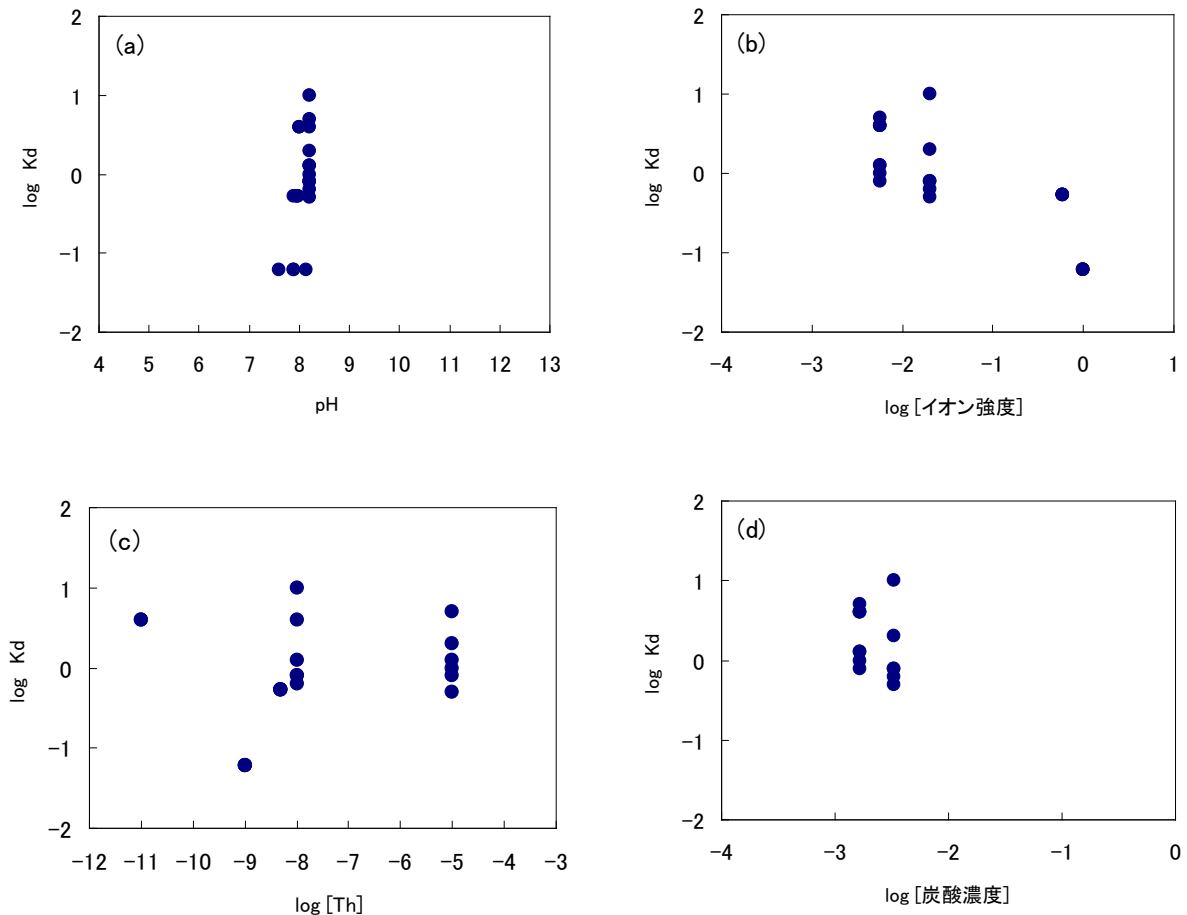 (a)
2
1
0
−1
−2
log Kd
4 5 6 7 8 9 10 11 12 13
pH
(b)
2
1
0
−1
−2
log Kd
−4 −3 −2 −1 0 1
log [イオン強度]
(c)
2
1
0
−1
−2
log Kd
−12 −11 −10 −9 −8 −7 −6 −5 −4 −3
log [Th]
(d)
2
1
0
−1
−2
log Kd
−4 −3 −2 −1 0
log [炭酸濃度]